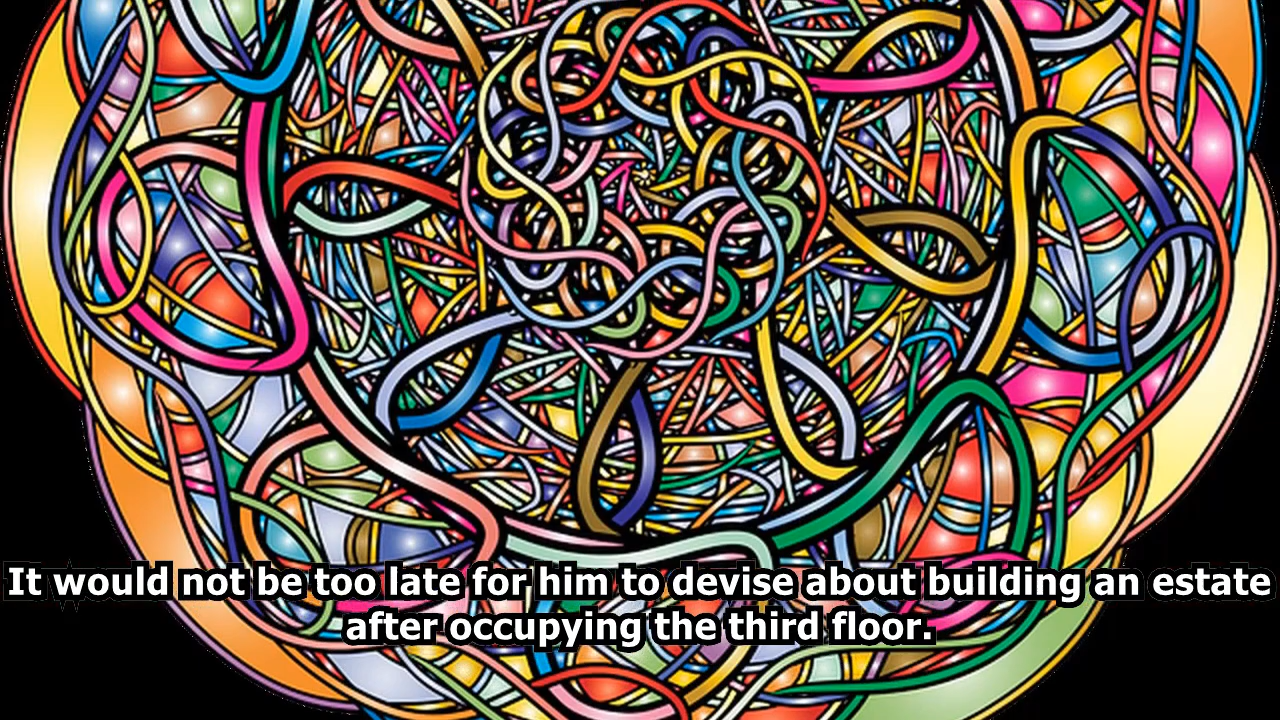 It would not be too late for him to devise about building an estate
after occupying the third floor.